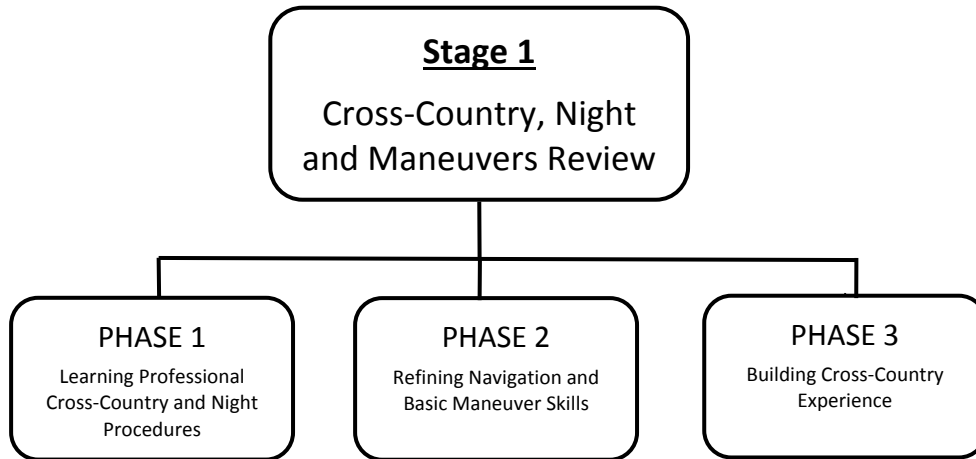 Stage 1
Cross-Country, Night
and Maneuvers Review
PHASE 1
Learning Professional
Cross-Country and Night
Procedures
PHASE 2
Refining Navigation and
Basic Maneuver Skills
PHASE 3
Building Cross-Country
Experience